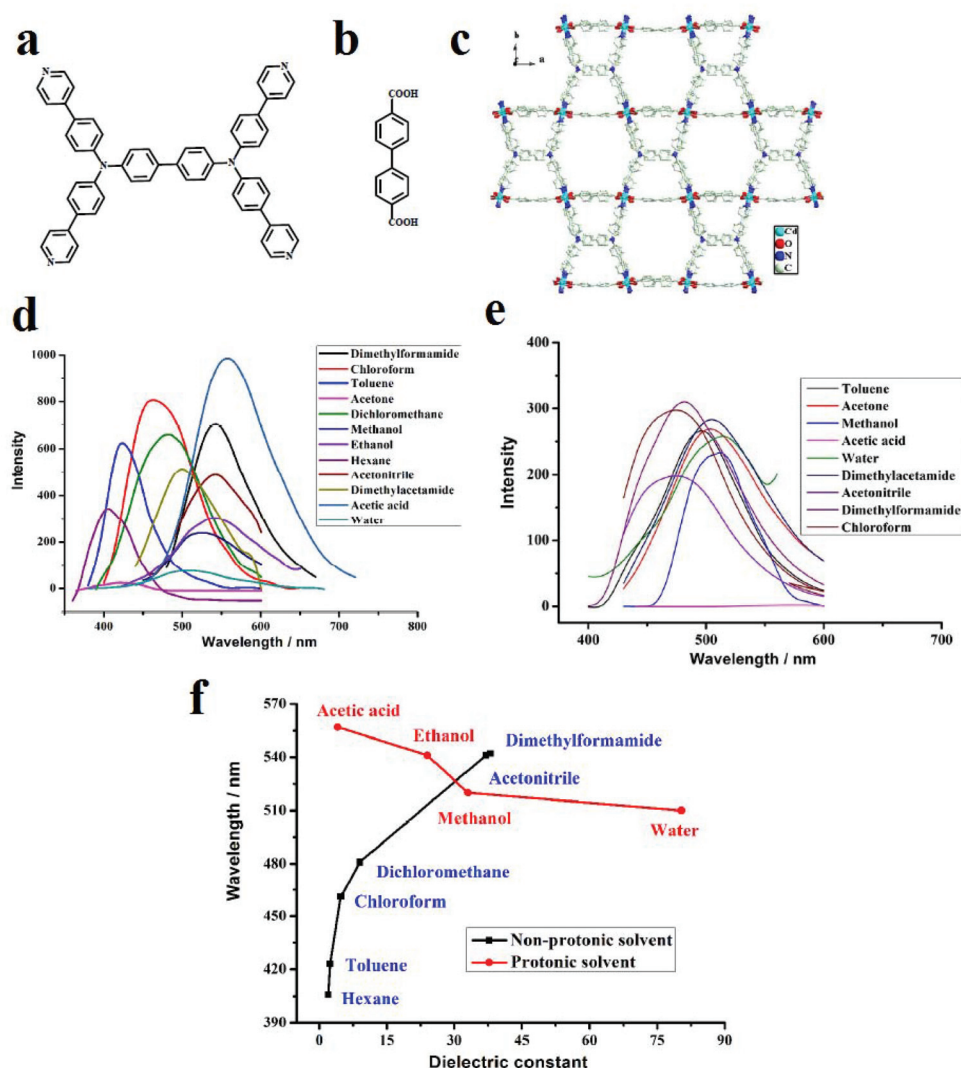 a
N
N
N
N
N
N
b
COOH
COOH
c
b
a
Cd
O
N
C
d
1000
800
600
400
200
0
Intensity
400
500
600
700
800
Wavelength / nm
Dimethylformamide
Chloroform
Toluene
Acetone
Dichloromethane
Methanol
Ethanol
Hexane
Acetonitrile
Dimethylacetamide
Acetic acid
Water
e
400
300
200
100
0
Intensity
400
500
600
700
Wavelength / nm
Toluene
Acetone
Methanol
Acetic acid
Water
Dimethylacetamide
Acetonitrile
Dimethylformamide
Chloroform
f
570
540
510
480
450
420
390
Wavelength / nm
Acetic acid
Ethanol
Dimethylformamide
Acetonitrile
Methanol
Water
Dichloromethane
Chloroform
Toluene
Hexane
Non-protonic solvent
Protonic solvent
0
15
30
45
60
75
90
Dielectric constant